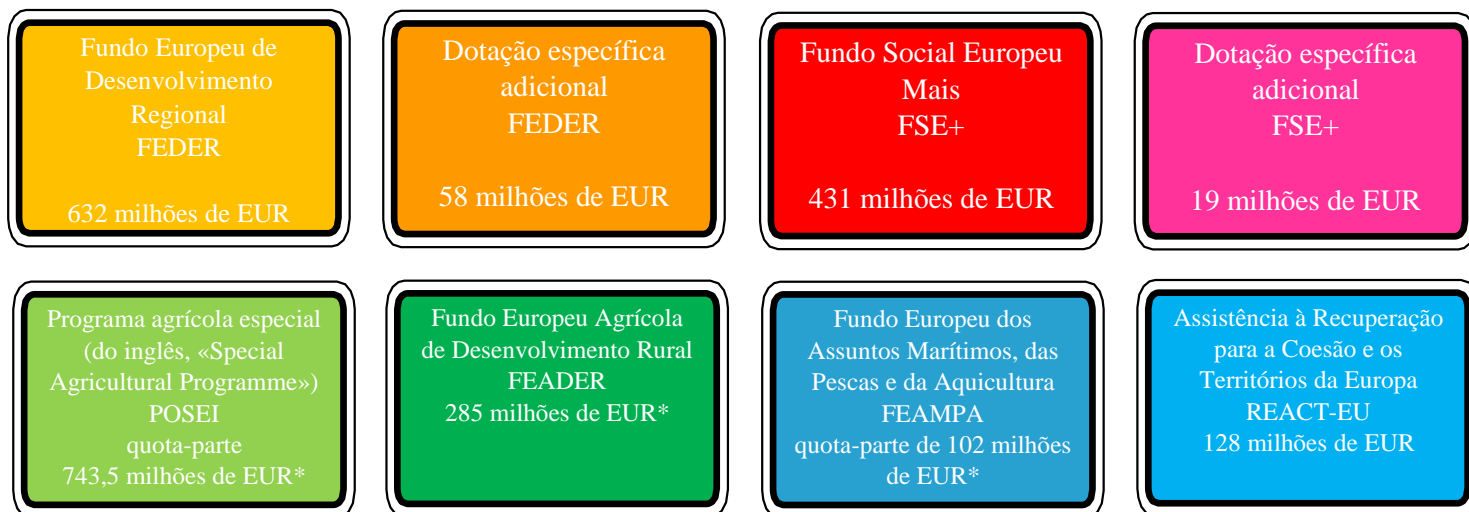 Fundo Europeu de
Desenvolvimento
Regional
FEDER
632 milhões de EUR
Dotação específica
adicional
FEDER
58 milhões de EUR
Fundo Social Europeu
Mais
FSE+
431 milhões de EUR
Dotação específica
adicional
FSE+
19 milhões de EUR
Programa agrícola especial
(do inglês, «Special
Agricultural Programme»)
POSEI
quota-parte
743,5 milhões de EUR*
Fundo Europeu Agrícola
de Desenvolvimento Rural
FEADER
285 milhões de EUR*
Fundo Europeu dos
Assuntos Marítimos, das
Pescas e da Aquicultura
FEAMPA
quota-parte de 102 milhões
de EUR*
Assistência à Recuperação
para a Coesão e os
Territórios da Europa
REACT-EU
128 milhões de EUR